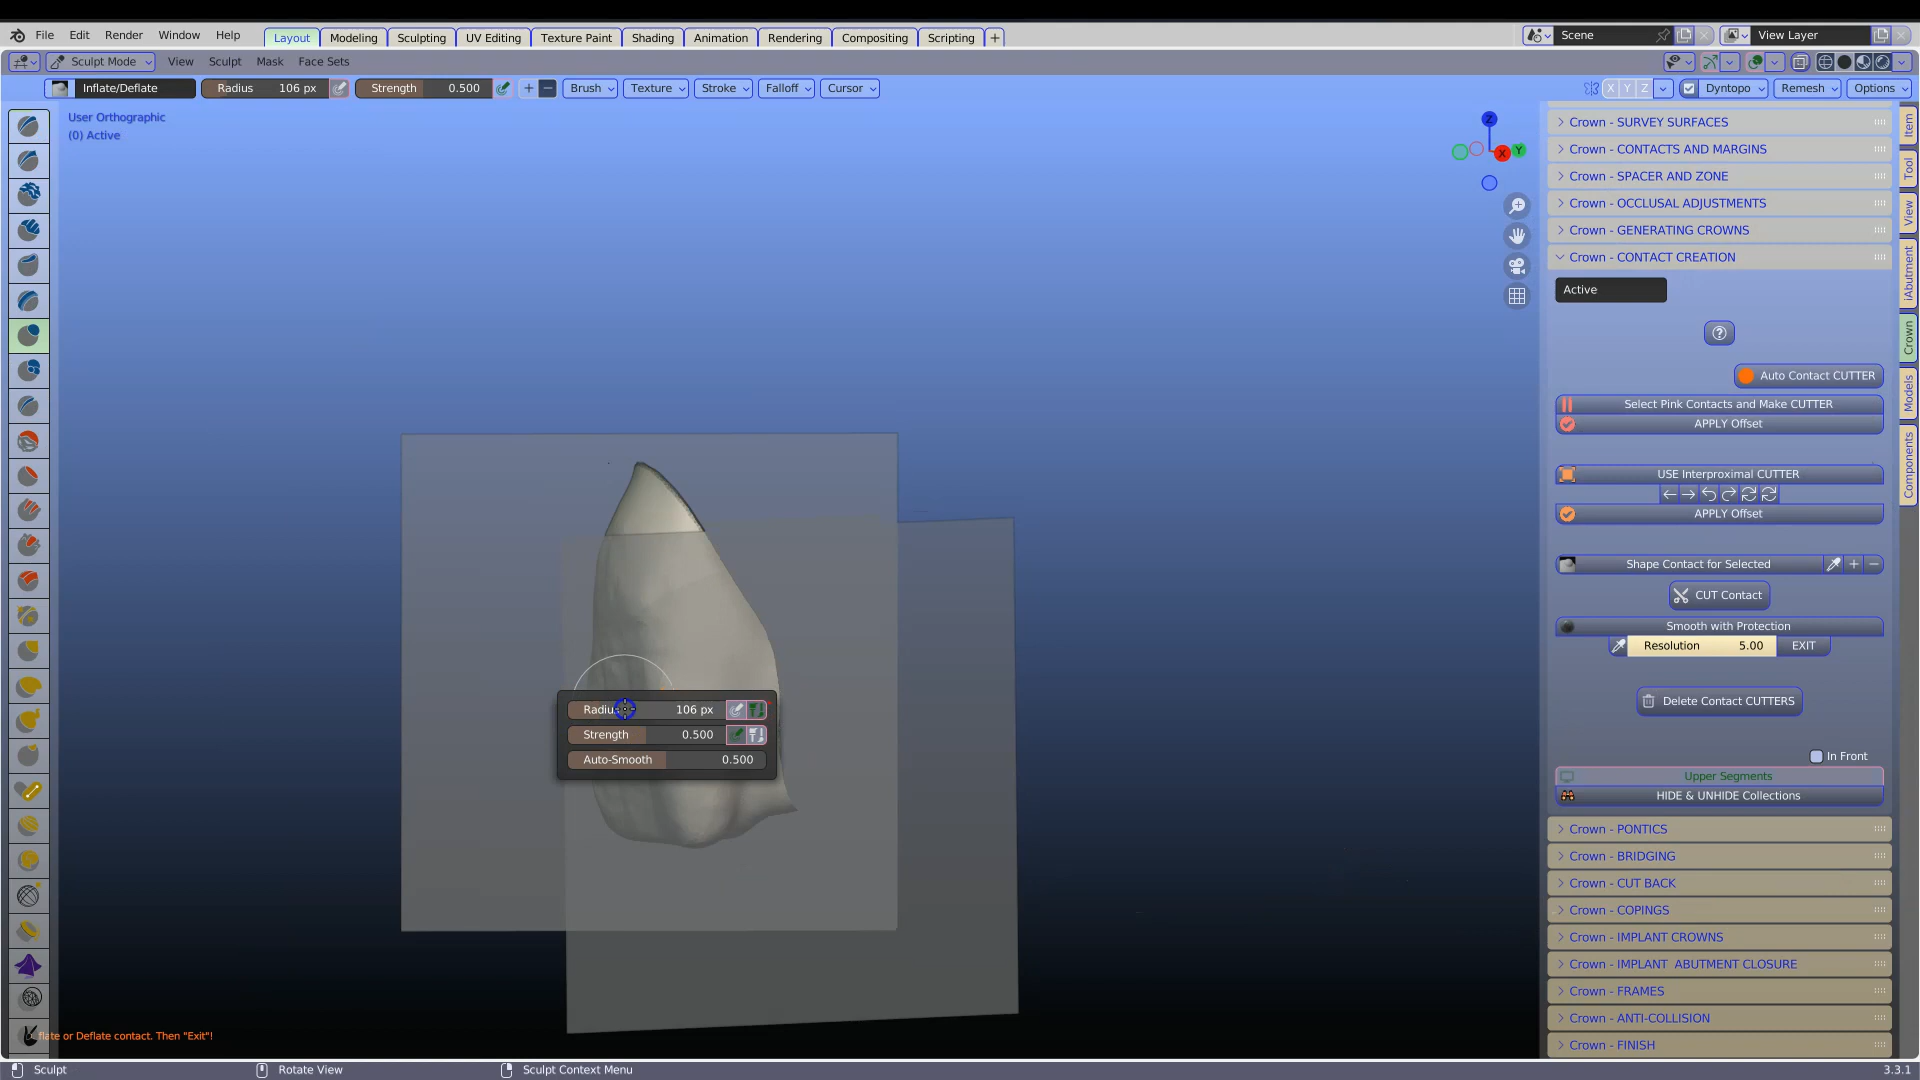 File Edit Render Window Help Layout Modeling Sculpting UV Editing Texture Paint Shading Animation Rendering Compositing Scripting + Scene View Layer
Sculpt Mode View Sculpt Mask Face Sets
Inflate/Deflate Radius 106 px Strength 0.500 + − Brush Texture Stroke Falloff Cursor X Y Z Dyntopo Remesh Options
User Orthographic
(0) Active
Z
X
Y
Item
Tool
View
iAbutment
Crown
Models
Components
Crown - SURVEY SURFACES
Crown - CONTACTS AND MARGINS
Crown - SPACER AND ZONE
Crown - OCCLUSAL ADJUSTMENTS
Crown - GENERATING CROWNS
Crown - CONTACT CREATION
Active
?
Auto Contact CUTTER
Select Pink Contacts and Make CUTTER
APPLY Offset
USE Interproximal CUTTER
APPLY Offset
Shape Contact for Selected + −
CUT Contact
Smooth with Protection
Resolution 5.00 EXIT
Delete Contact CUTTERS
In Front
Upper Segments
HIDE & UNHIDE Collections
Crown - PONTICS
Crown - BRIDGING
Crown - CUT BACK
Crown - COPINGS
Crown - IMPLANT CROWNS
Crown - IMPLANT ABUTMENT CLOSURE
Crown - FRAMES
Crown - ANTI-COLLISION
Crown - FINISH
Radiu 106 px
Strength 0.500
Auto-Smooth 0.500
flate or Deflate contact. Then "Exit"!
Sculpt Rotate View Sculpt Context Menu 3.3.1